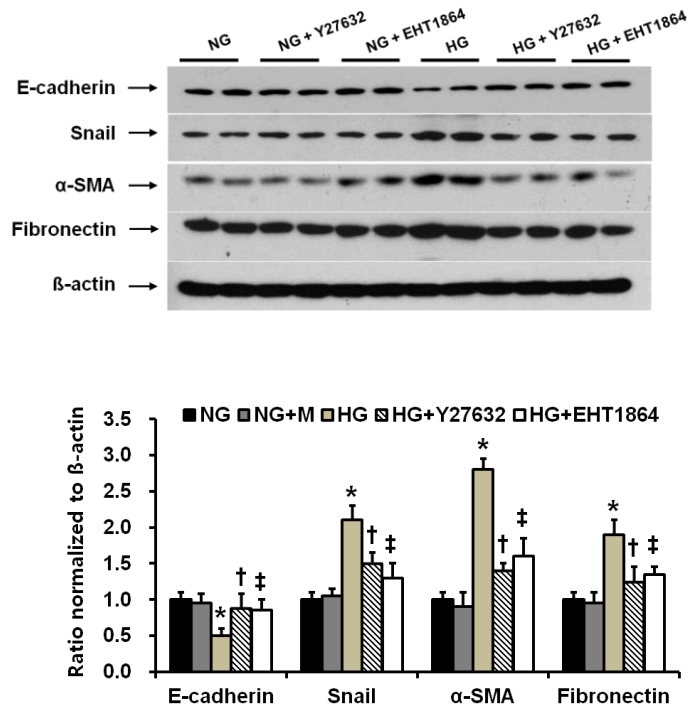 NG NG + Y27632 NG + EHT1864 HG HG + Y27632 HG + EHT1864
E-cadherin
Snail
α-SMA
Fibronectin
ß-actin
NG NG+M HG HG+Y27632 HG+EHT1864
Ratio normalized to ß-actin
3.5
3.0
2.5
2.0
1.5
1.0
0.5
0.0
*
†
‡
*
†
‡
*
†
‡
*
†
‡
E-cadherin Snail α-SMA Fibronectin